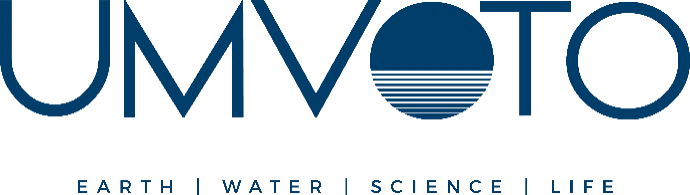 UMVOTO
EARTH | WATER | SCIENCE | LIFE